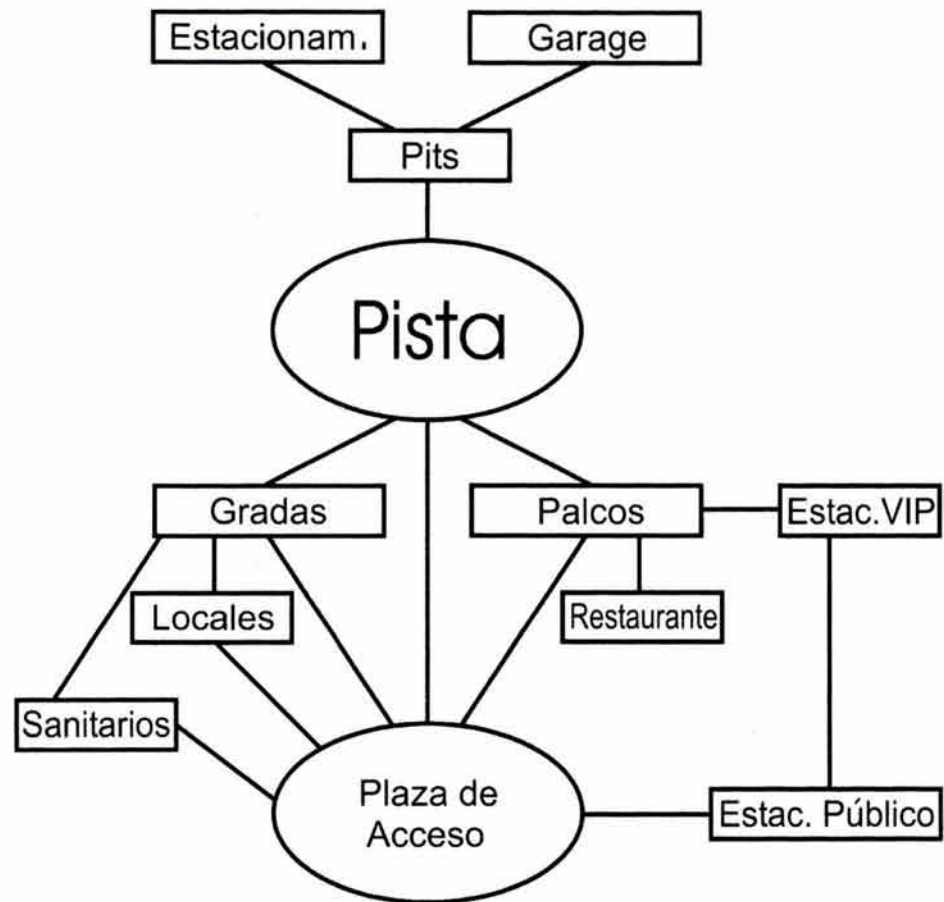 Estacionam.
Garage
Pits
Pista
Gradas
Palcos
Estac.VIP
Locales
Restaurante
Sanitarios
Plaza de
Acceso
Estac. Público